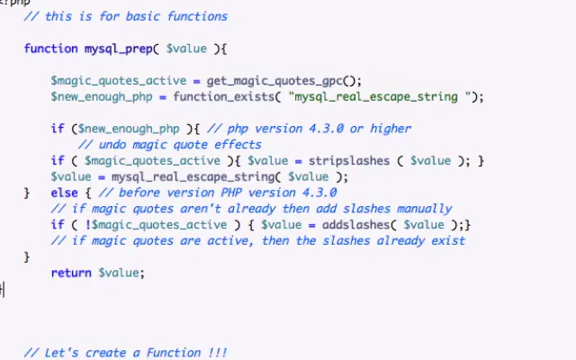 <?php
// this is for basic functions
function mysql_prep( $value ){
$magic_quotes_active = get_magic_quotes_gpc();
$new_enough_php = function_exists( "mysql_real_escape_string ");
if ($new_enough_php ){ // php version 4.3.0 or higher
// undo magic quote effects
if ( $magic_quotes_active ){ $value = stripslashes ( $value ); }
$value = mysql_real_escape_string( $value );
} else { // before version PHP version 4.3.0
// if magic quotes aren't already then add slashes manually
if ( !$magic_quotes_active ) { $value = addslashes( $value );}
// if magic quotes are active, then the slashes already exist
}
return $value;
}
// Let's create a Function !!!